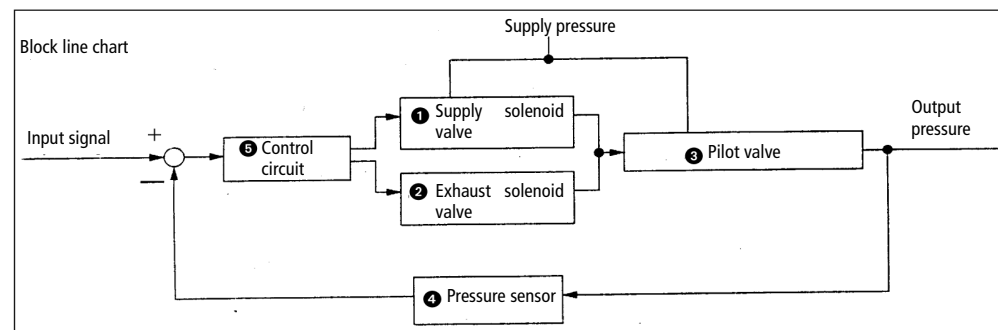 Supply pressure
Block line chart
Input signal
+
−
❺ Control
circuit
❶ Supply solenoid
valve
❷ Exhaust solenoid
valve
❸ Pilot valve
Output
pressure
❹ Pressure sensor